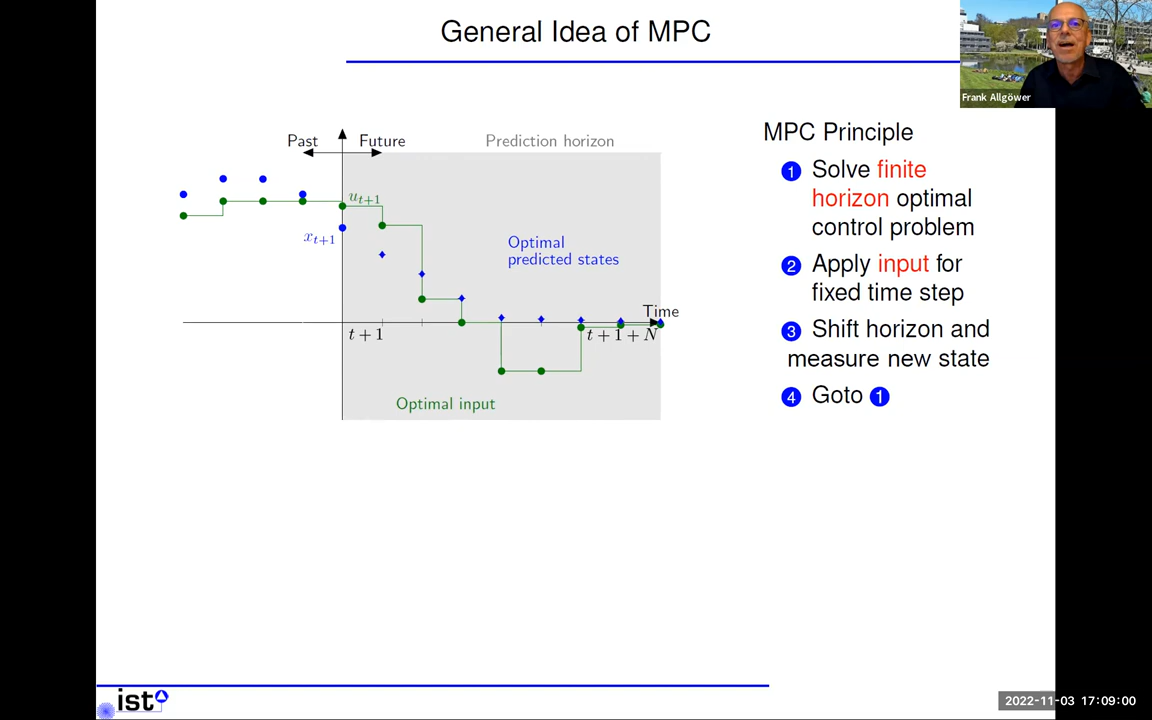 General Idea of MPC
Frank Allgöwer
Past
Future
Prediction horizon
u_{t+1}
x_{t+1}
Optimal
predicted states
Time
t + 1
t + 1 + N
Optimal input
MPC Principle
1 Solve finite
horizon optimal
control problem
2 Apply input for
fixed time step
3 Shift horizon and
measure new state
4 Goto 1
ist
2022-11-03 17:09:00